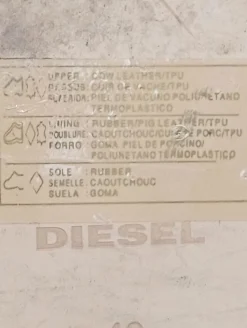 UPPER : COW LEATHER/TPU
DESSUS: CUIR DE VACHE/TPU
SUPERIOR: PIEL DE VACUNO POLIURETANO
TERMOPLASTICO
LINING : RUBBER/PIG LEATHER/TPU
DOUBLURE: CAOUTCHOUC/CUIR DE PORC/TPU
FORRO : GOMA PIEL DE PORCINO/
POLIURETANO TERMOPLASTICO
SOLE : RUBBER
SEMELLE: CAOUTCHOUC
SUELA : GOMA
DIESEL